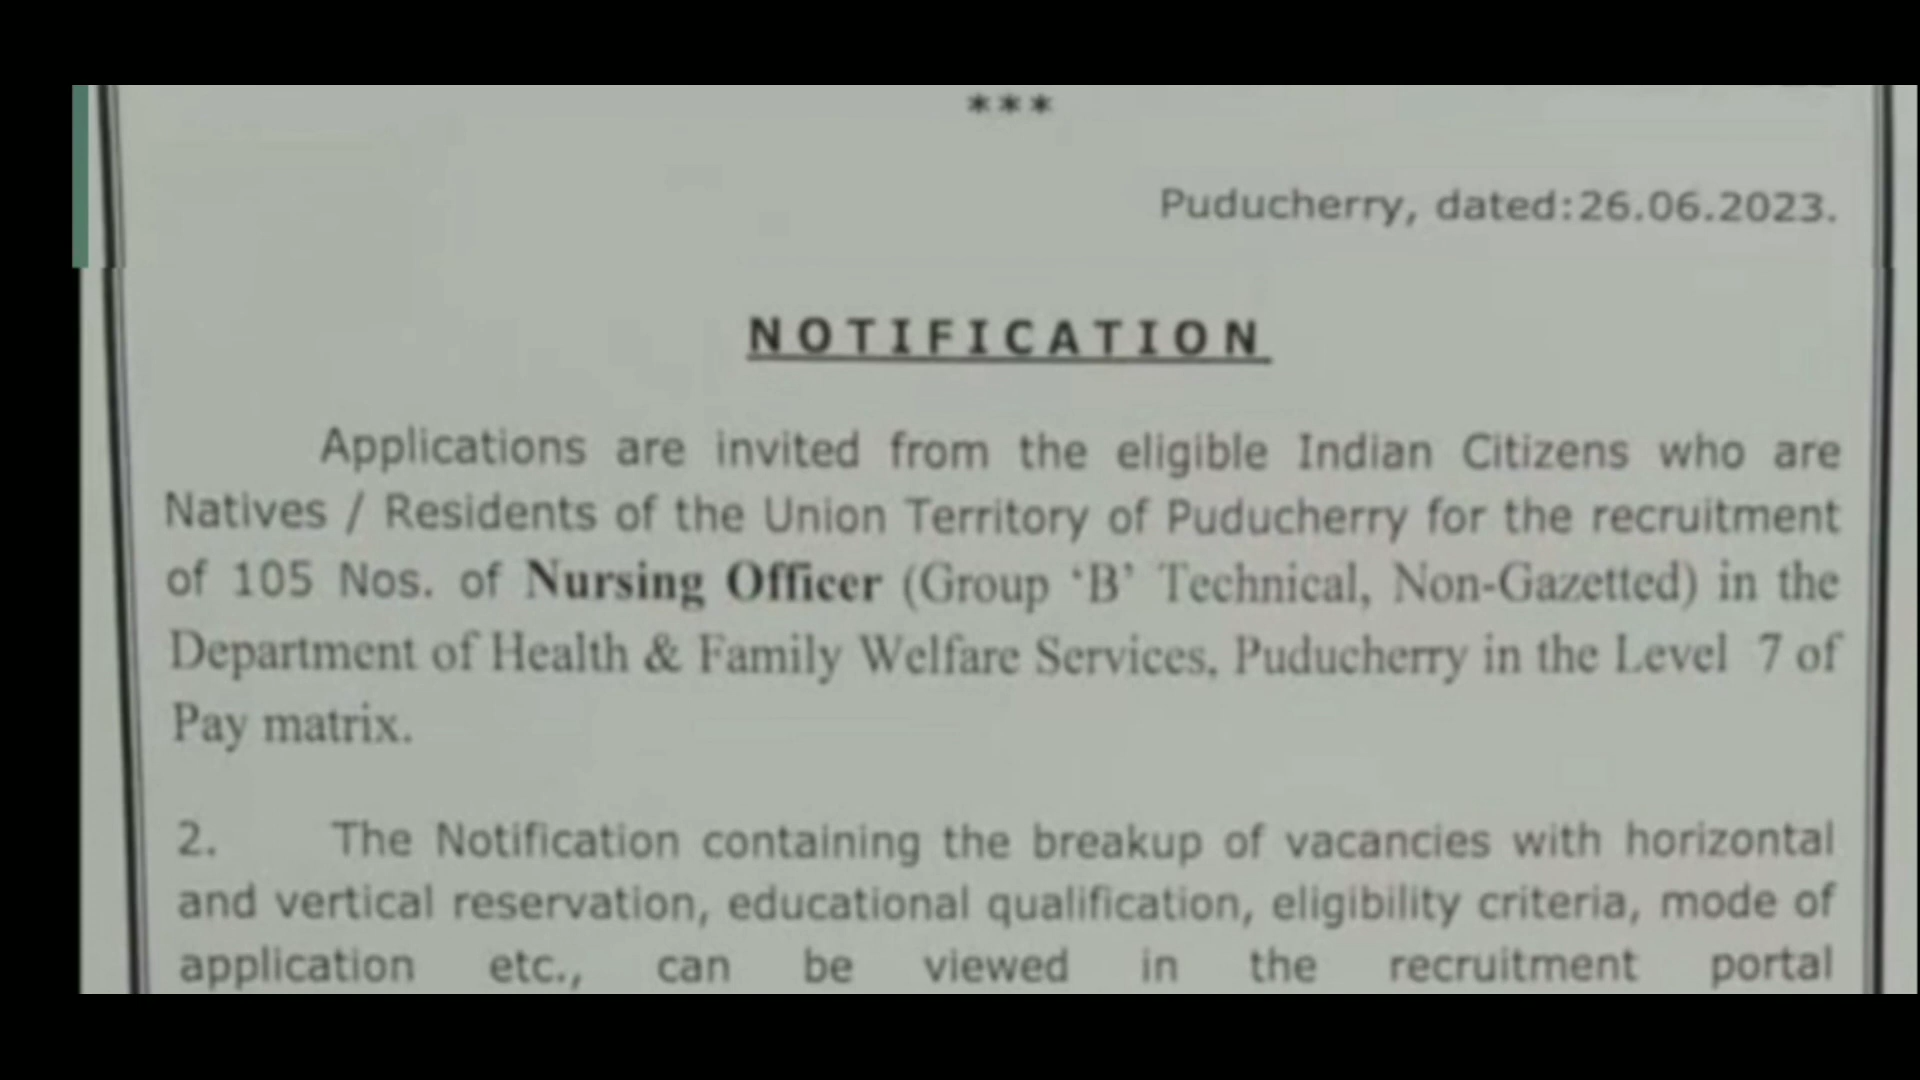 ***
Puducherry, dated:26.06.2023.
NOTIFICATION
Applications are invited from the eligible Indian Citizens who are
Natives / Residents of the Union Territory of Puducherry for the recruitment
of 105 Nos. of Nursing Officer (Group ‘B’ Technical, Non-Gazetted) in the
Department of Health & Family Welfare Services, Puducherry in the Level 7 of
Pay matrix.
2. The Notification containing the breakup of vacancies with horizontal
and vertical reservation, educational qualification, eligibility criteria, mode of
application etc., can be viewed in the recruitment portal